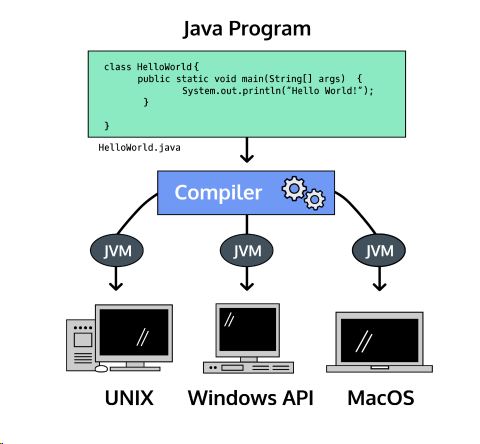 Java Program
class HelloWorld{
public static void main(String[] args) {
System.out.println(“Hello World!”);
}
}
HelloWorld.java
Compiler
JVM JVM JVM
UNIX Windows API MacOS